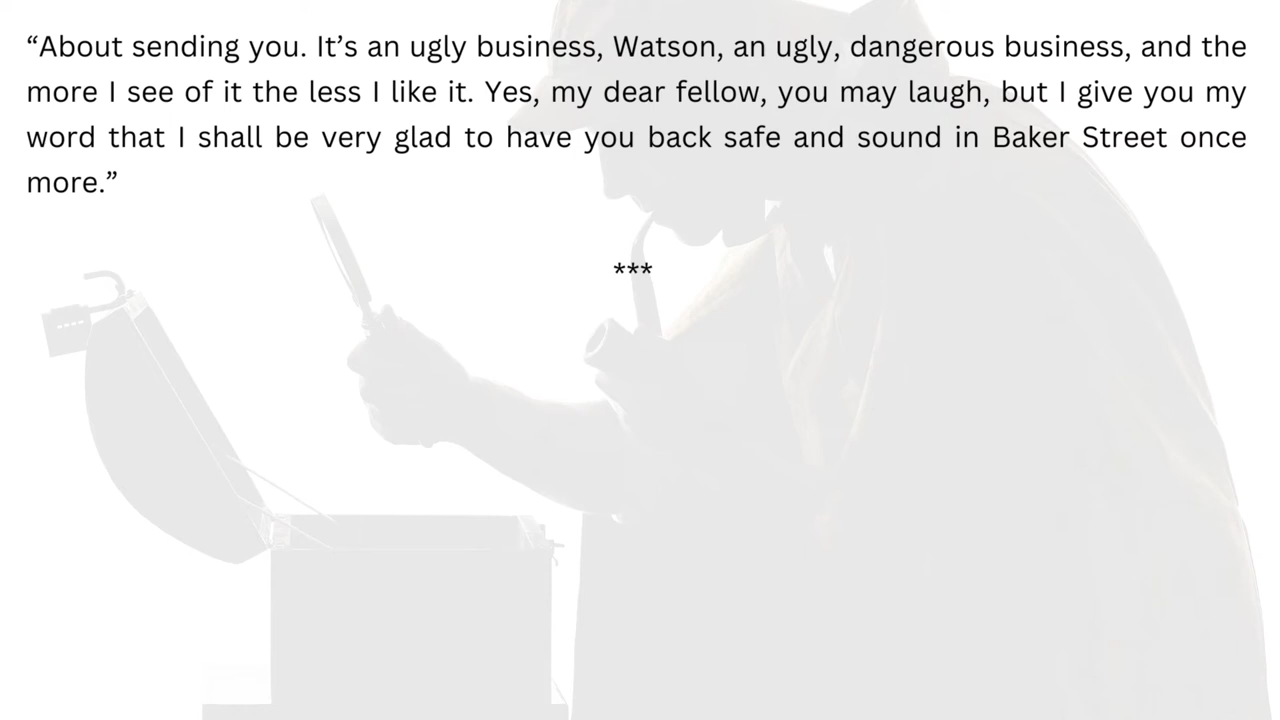 “About sending you. It’s an ugly business, Watson, an ugly, dangerous business, and the
more I see of it the less I like it. Yes, my dear fellow, you may laugh, but I give you my
word that I shall be very glad to have you back safe and sound in Baker Street once
more.”
***